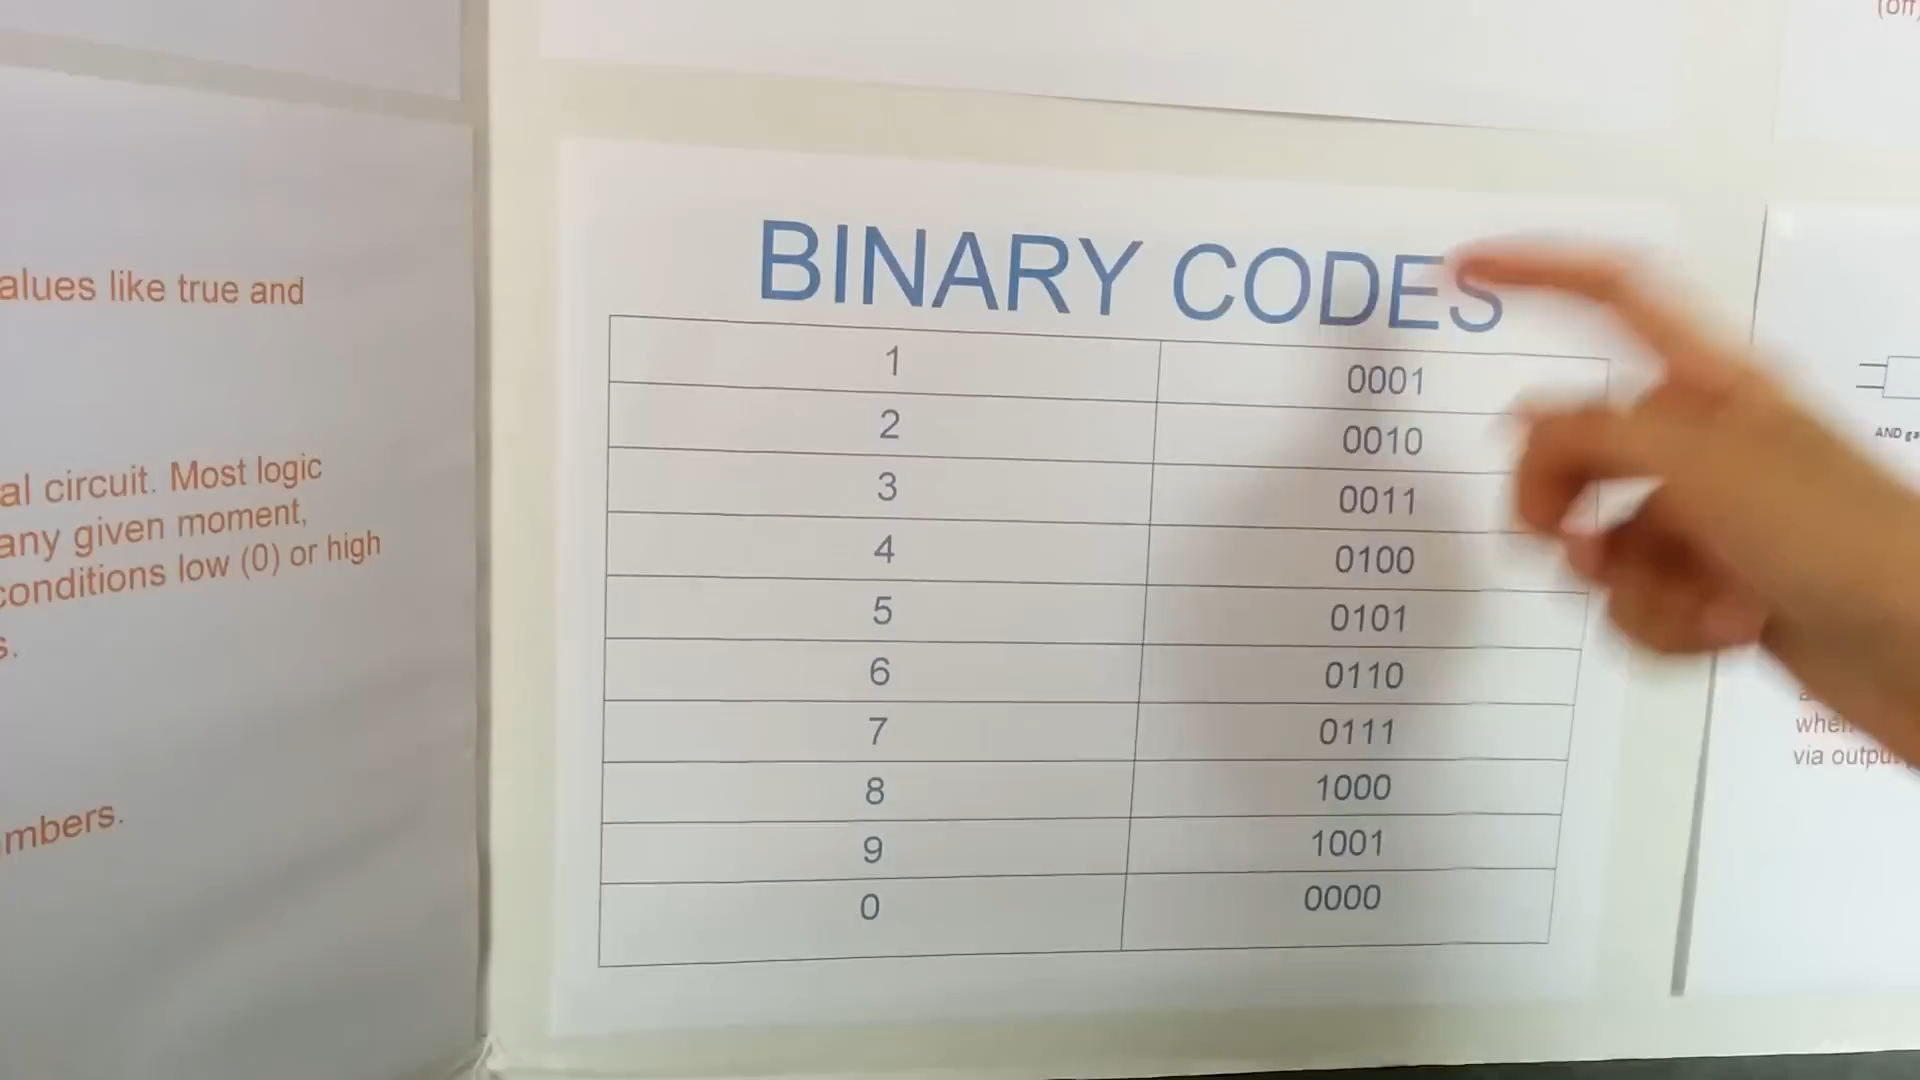 alues like true and
al circuit. Most logic
any given moment,
conditions low (0) or high
s.
mbers.
BINARY CODES
1 0001
2 0010
3 0011
4 0100
5 0101
6 0110
7 0111
8 1000
9 1001
0 0000
(off)
AND ga
via output